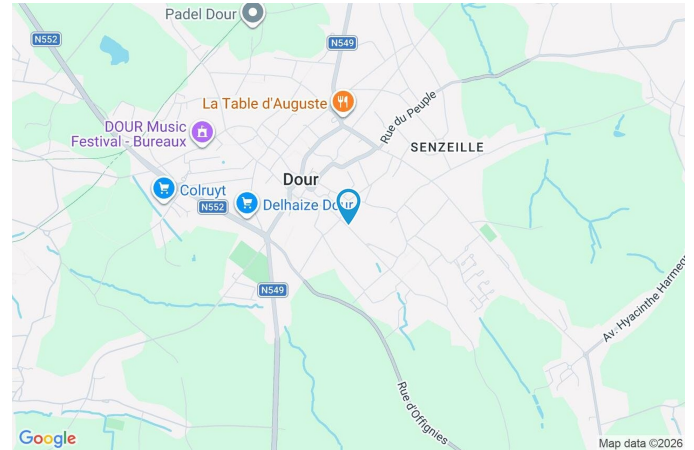 Padel Dour
N552
N549
La Table d'Auguste
Rue du Peuple
DOUR Music
Festival - Bureaux
SENZEILLE
Dour
Colruyt
Delhaize Dour
N552
N549
Av. Hyacinthe Harmegn
Rue d'Offignies
Google
Map data ©2026